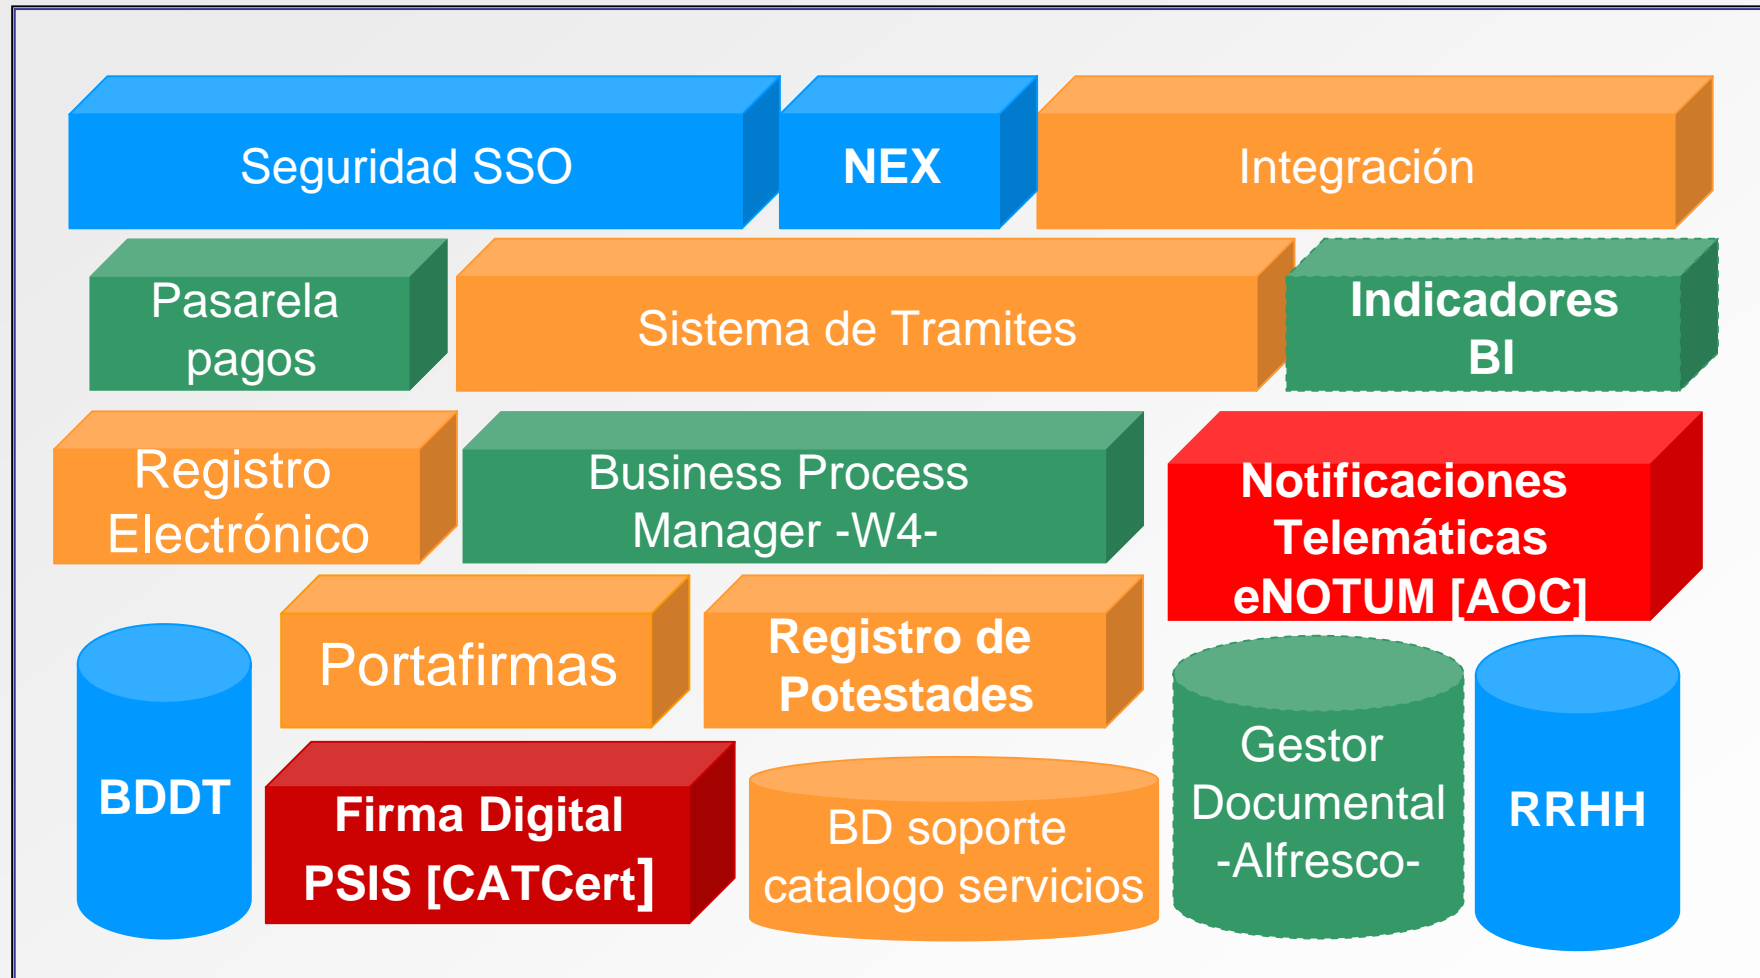 Seguridad SSO
NEX
Integración
Pasarela
pagos
Sistema de Tramites
Indicadores
BI
Registro
Electrónico
Business Process
Manager -W4-
Notificaciones
Telemáticas
eNOTUM [AOC]
Portafirmas
Registro de
Potestades
BDDT
Firma Digital
PSIS [CATCert]
BD soporte
catalogo servicios
Gestor
Documental
-Alfresco-
RRHH